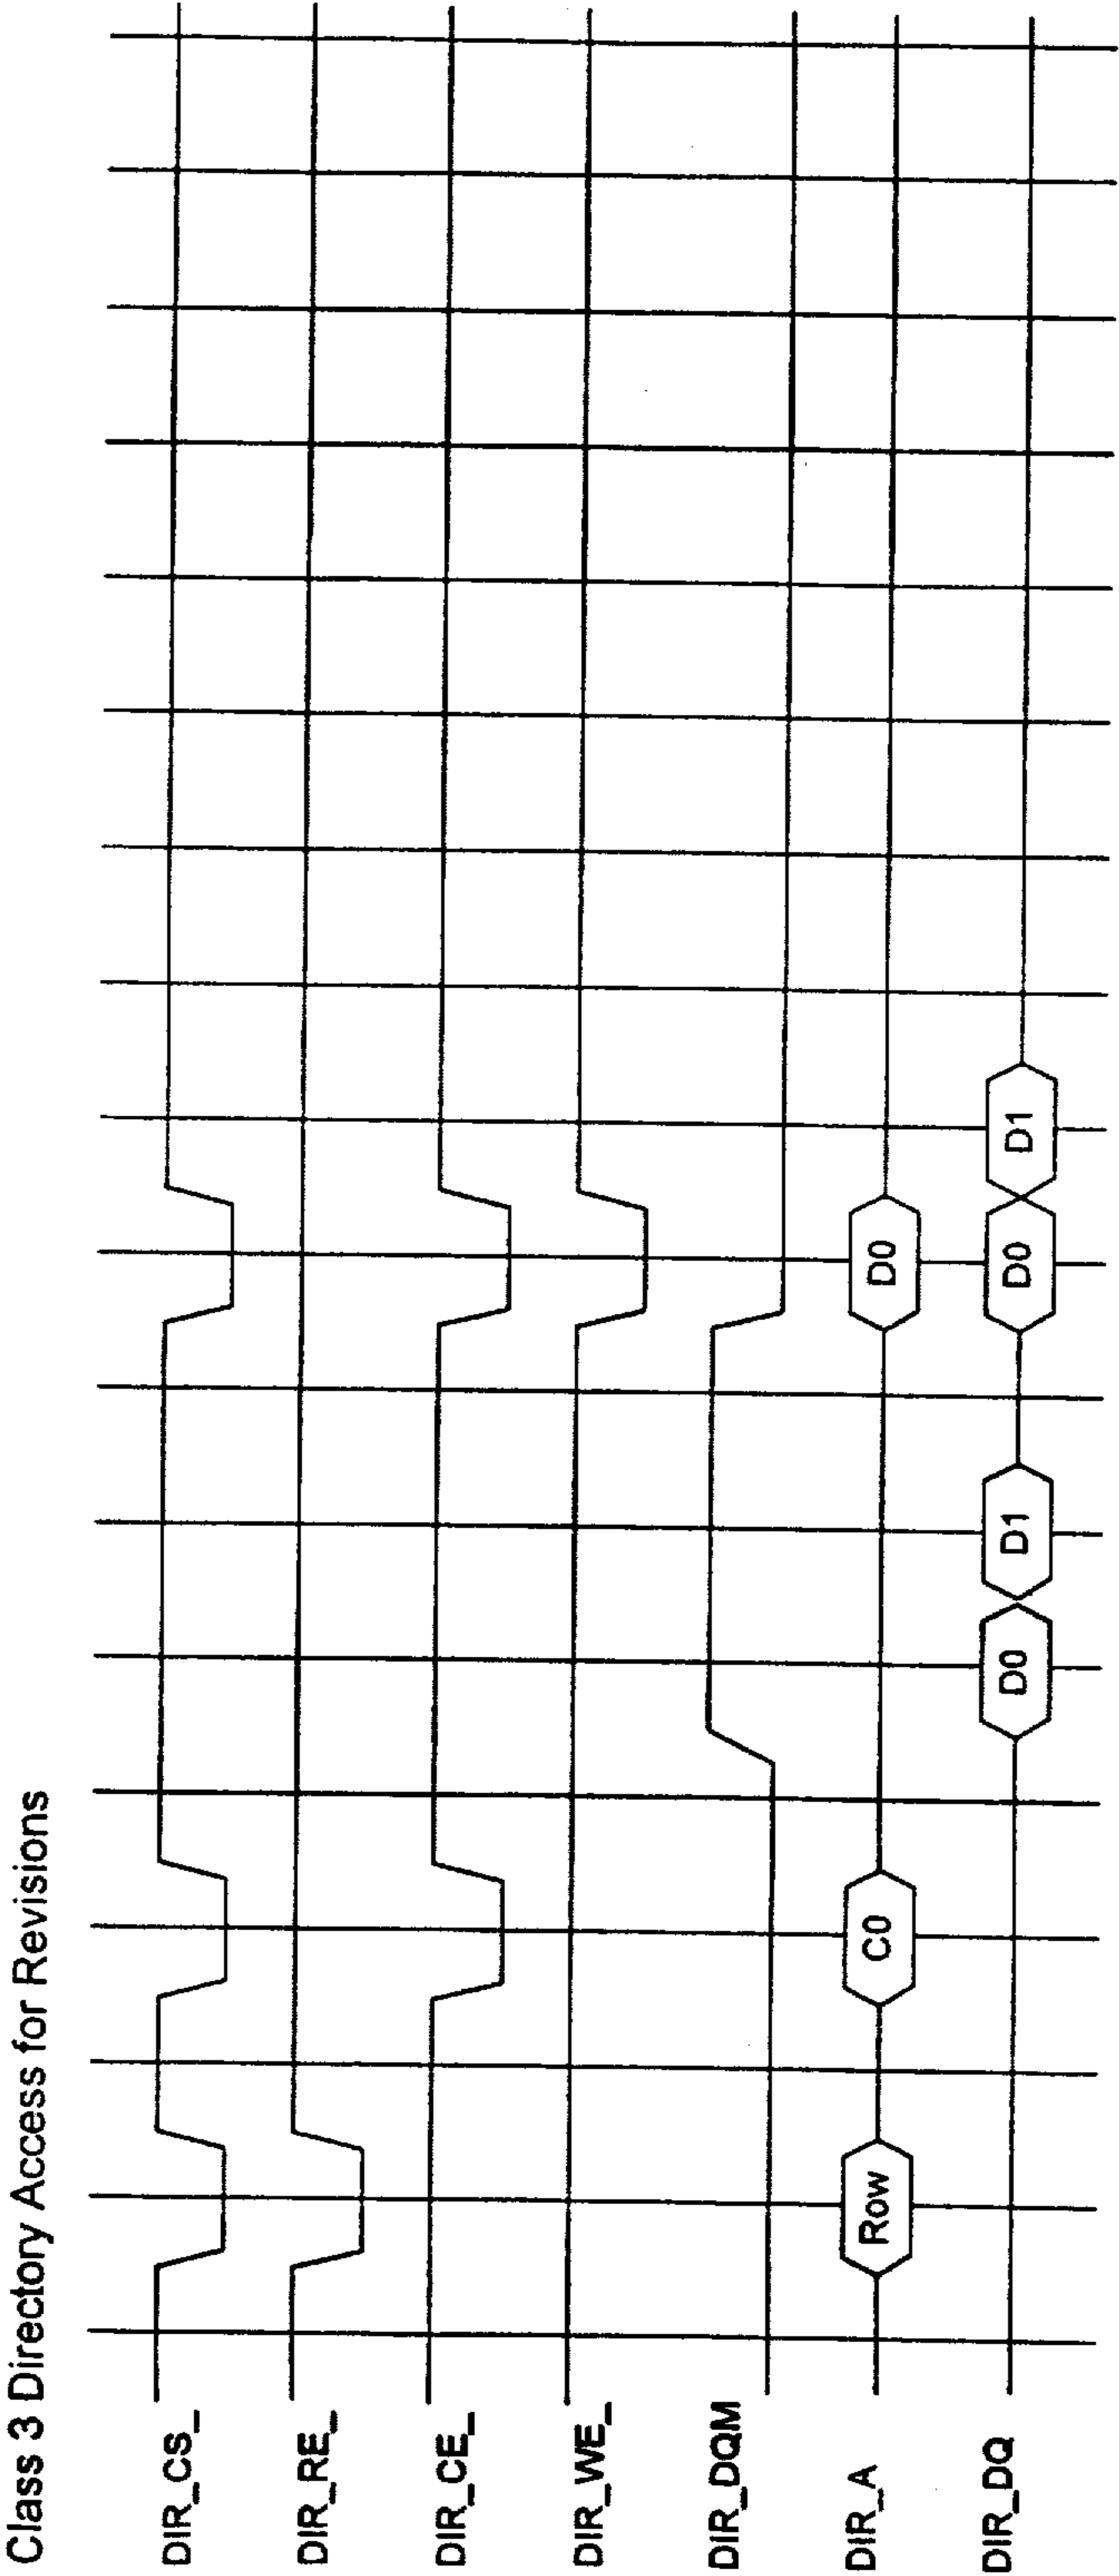 Class 3 Directory Access for Revisions
DIR_CS_
DIR_RE_
DIR_CE_
DIR_WE_
DIR_DQM
DIR_A
Row
C0
D0
DIR_DQ
D0
D1
D0
D1